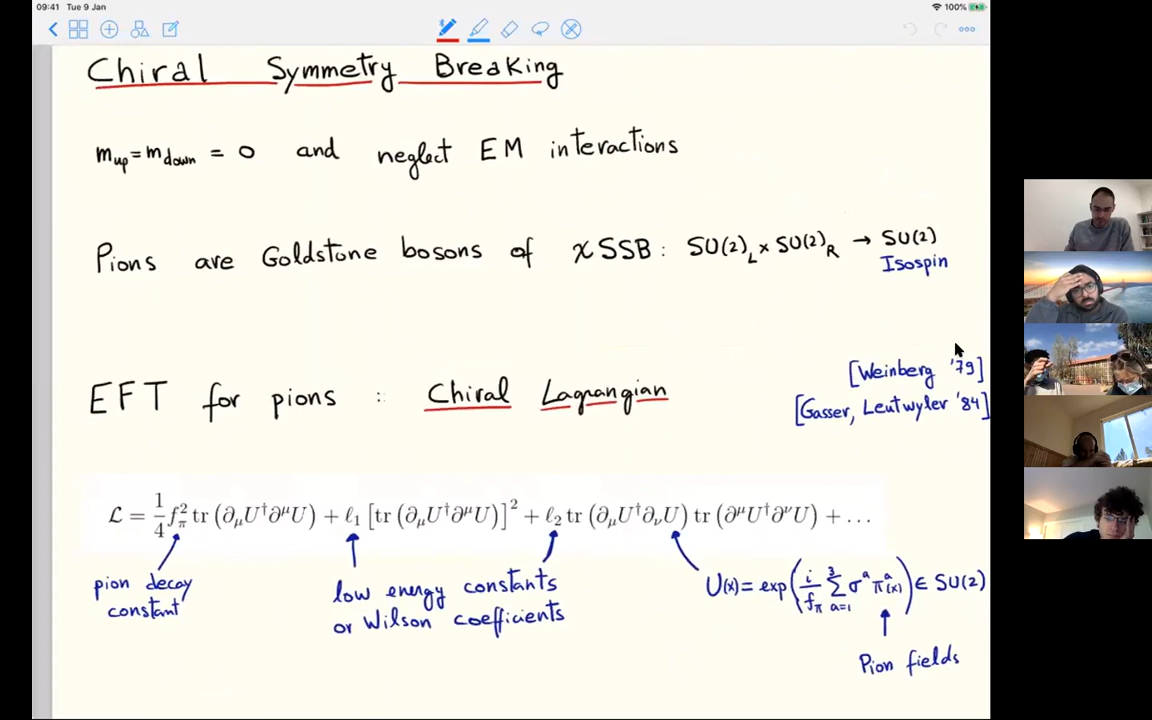 09:41 Tue 9 Jan
100%
Chiral Symmetry Breaking
m_up = m_down = 0 and neglect EM interactions
Pions are Goldstone bosons of χSSB: SU(2)_L × SU(2)_R → SU(2)
Isospin
[Weinberg '79]
EFT for pions : Chiral Lagrangian
[Gasser, Leutwyler '84]
ℒ = 1/4 f_π^2 tr (∂_μU†∂^μU) + ℓ_1 [tr (∂_μU†∂^μU)]^2 + ℓ_2 tr (∂_μU†∂_νU) tr (∂^μU†∂^νU) + ...
pion decay
constant
low energy constants
or Wilson coefficients
U(x) = exp(i/f_π Σ_{a=1}^3 σ^a π^a(x)) ∈ SU(2)
Pion fields